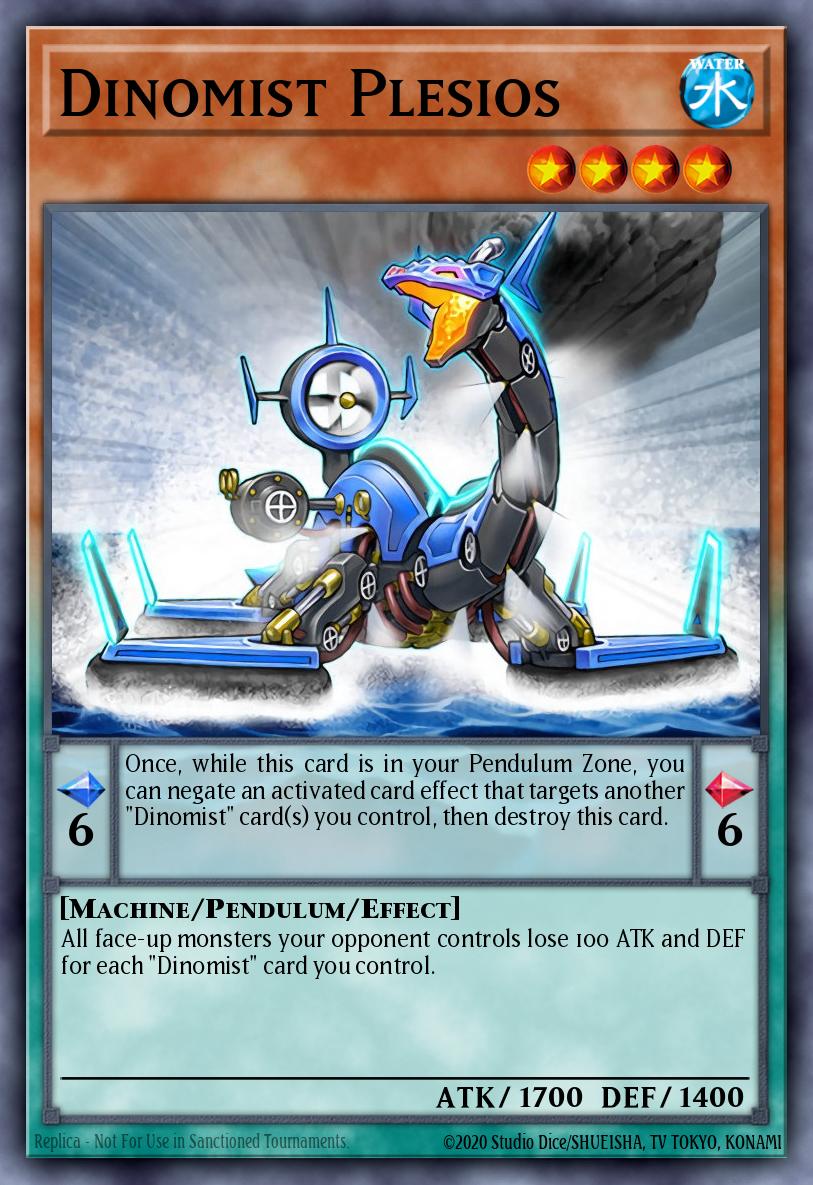 Dinomist Plesios
WATER
水
Once, while this card is in your Pendulum Zone, you
can negate an activated card effect that targets another
"Dinomist" card(s) you control, then destroy this card.
6
6
[Machine/Pendulum/Effect]
All face-up monsters your opponent controls lose 100 ATK and DEF
for each "Dinomist" card you control.
ATK/1700 DEF/1400
Replica - Not For Use in Sanctioned Tournaments.
©2020 Studio Dice/SHUEISHA, TV TOKYO, KONAMI